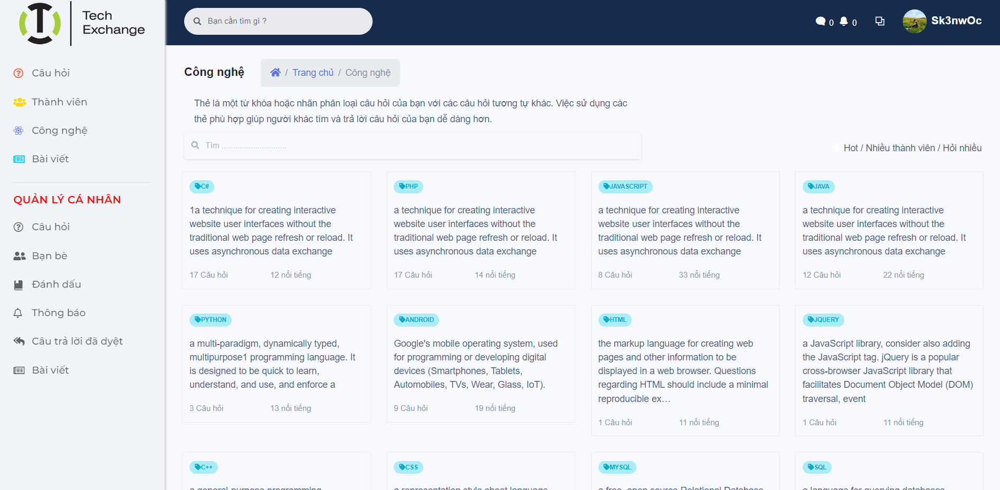 Tech
Exchange
Bạn cần tìm gì ?
0
0
Sk3nwOc
Câu hỏi
Thành viên
Công nghệ
Bài viết
QUẢN LÝ CÁ NHÂN
Câu hỏi
Bạn bè
Đánh dấu
Thông báo
Câu trả lời đã dyệt
Bài viết
Công nghệ
/ Trang chủ / Công nghệ
Thẻ là một từ khóa hoặc nhãn phân loại câu hỏi của bạn với các câu hỏi tương tự khác. Việc sử dụng các
thẻ phù hợp giúp người khác tìm và trả lời câu hỏi của bạn dễ dàng hơn.
Tìm .............................
Hot / Nhiều thành viên / Hỏi nhiều
C#
1a technique for creating interactive
website user interfaces without the
traditional web page refresh or reload. It
uses asynchronous data exchange
17 Câu hỏi 12 nổi tiếng
PHP
a technique for creating interactive
website user interfaces without the
traditional web page refresh or reload. It
uses asynchronous data exchange
17 Câu hỏi 14 nổi tiếng
JAVASCRIPT
a technique for creating interactive
website user interfaces without the
traditional web page refresh or reload. It
uses asynchronous data exchange
8 Câu hỏi 33 nổi tiếng
JAVA
a technique for creating interactive
website user interfaces without the
traditional web page refresh or reload. It
uses asynchronous data exchange
12 Câu hỏi 22 nổi tiếng
PYTHON
a multi-paradigm, dynamically typed,
multipurpose1 programming language. It
is designed to be quick to learn,
understand, and use, and enforce a
3 Câu hỏi 13 nổi tiếng
ANDROID
Google's mobile operating system, used
for programming or developing digital
devices (Smartphones, Tablets,
Automobiles, TVs, Wear, Glass, IoT).
9 Câu hỏi 19 nổi tiếng
HTML
the markup language for creating web
pages and other information to be
displayed in a web browser. Questions
regarding HTML should include a minimal
reproducible ex…
1 Câu hỏi 11 nổi tiếng
JQUERY
a JavaScript library, consider also adding
the JavaScript tag. jQuery is a popular
cross-browser JavaScript library that
facilitates Document Object Model (DOM)
traversal, event
1 Câu hỏi 11 nổi tiếng
C++
a general-purpose programming
CSS
a representation style sheet language
MYSQL
a free, open source Relational Database
SQL
a language for querying databases